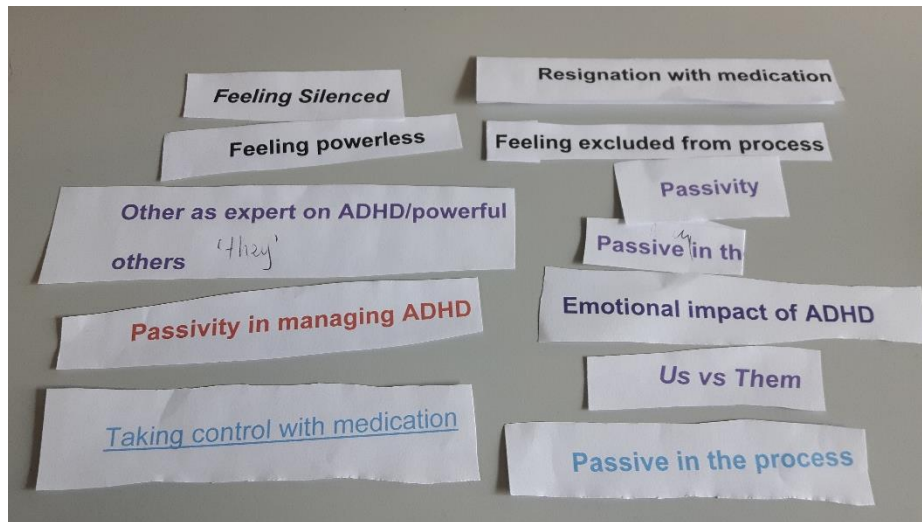 Feeling Silenced
Feeling powerless
Other as expert on ADHD/powerful
others 'they'
Passivity in managing ADHD
Taking control with medication
Resignation with medication
Feeling excluded from process
Passivity
Passive in th
Emotional impact of ADHD
Us vs Them
Passive in the process